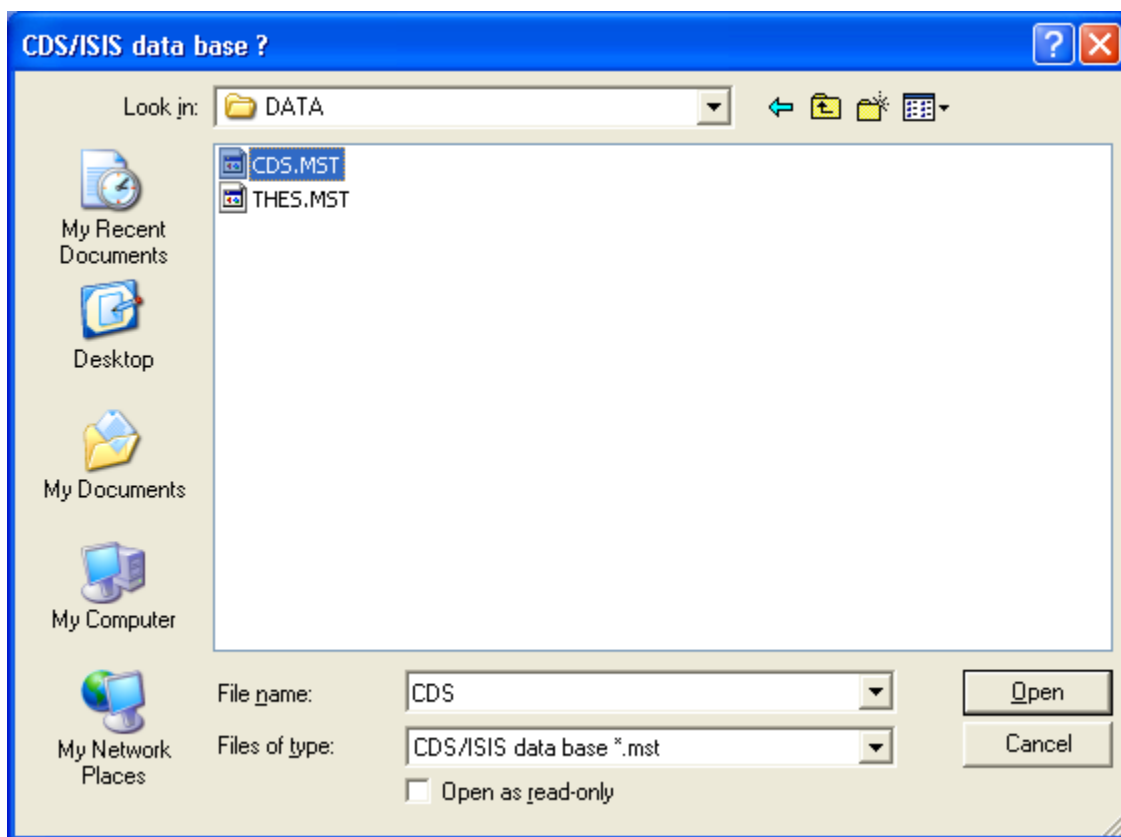 CDS/ISIS data base ?
Look in:
DATA
CDS.MST
THES.MST
My Recent
Documents
Desktop
My Documents
My Computer
My Network
Places
File name:
CDS
Open
Files of type:
CDS/ISIS data base *.mst
Cancel
Open as read-only